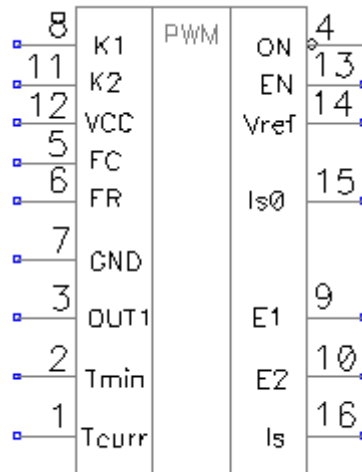 8 K1 PWM ON 4
11 K2 EN 13
12 VCC Vref 14
5 FC
6 FR Is0 15
7 GND
3 OUT1 E1 9
2 Tmin E2 10
1 Tcurr Is 16